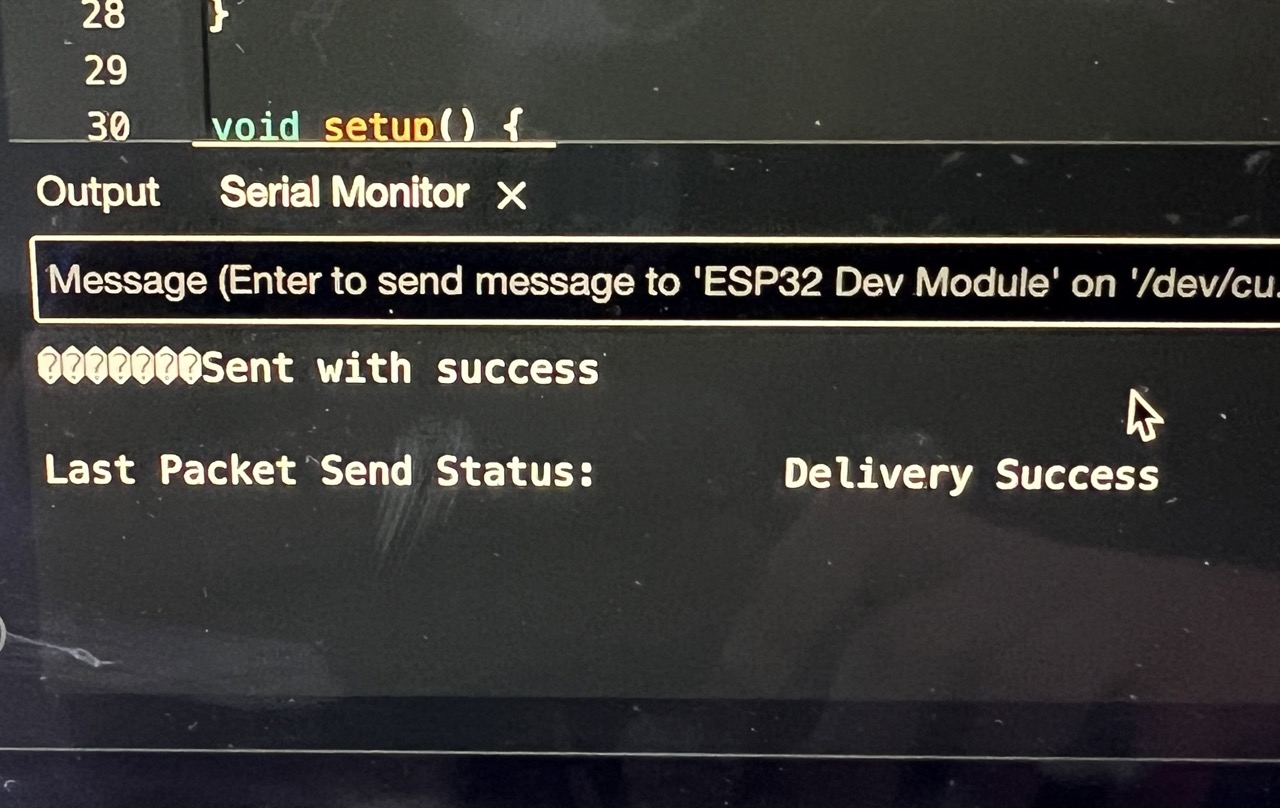 28 }
29
30 void setup() {
Output Serial Monitor ×
Message (Enter to send message to 'ESP32 Dev Module' on '/dev/cu.
�������Sent with success
Last Packet Send Status: Delivery Success